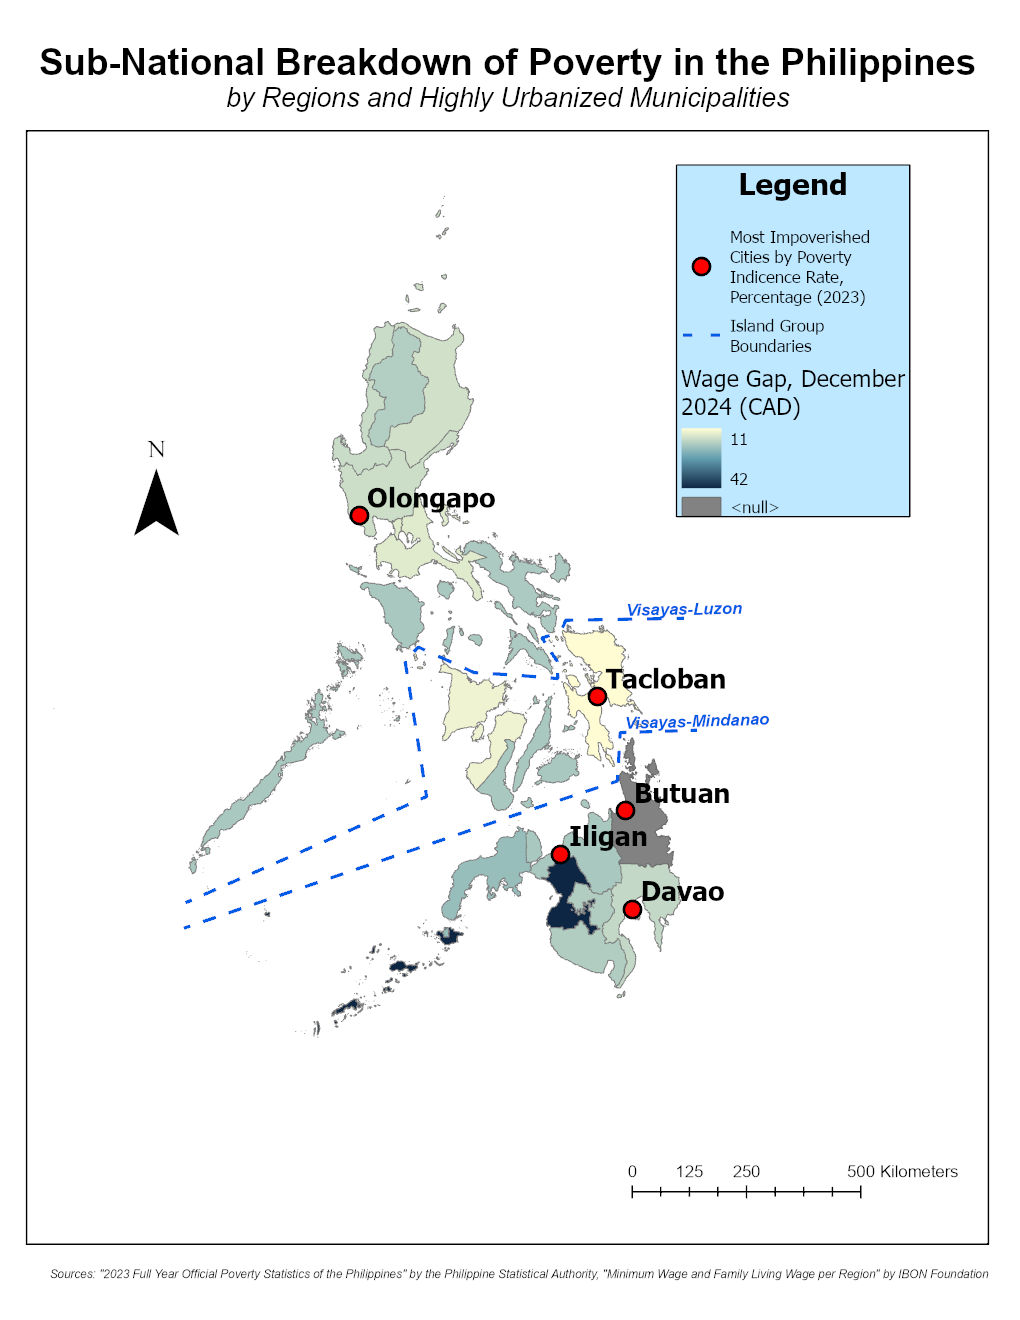 Sub-National Breakdown of Poverty in the Philippines
by Regions and Highly Urbanized Municipalities
Legend
Most Impoverished
Cities by Poverty
Indicence Rate,
Percentage (2023)
Island Group
Boundaries
Wage Gap, December
2024 (CAD)
11
42
<null>
N
Olongapo
Visayas-Luzon
Tacloban
Visayas-Mindanao
Butuan
Iligan
Davao
0 125 250 500 Kilometers
Sources: "2023 Full Year Official Poverty Statistics of the Philippines" by the Philippine Statistical Authority, "Minimum Wage and Family Living Wage per Region" by IBON Foundation